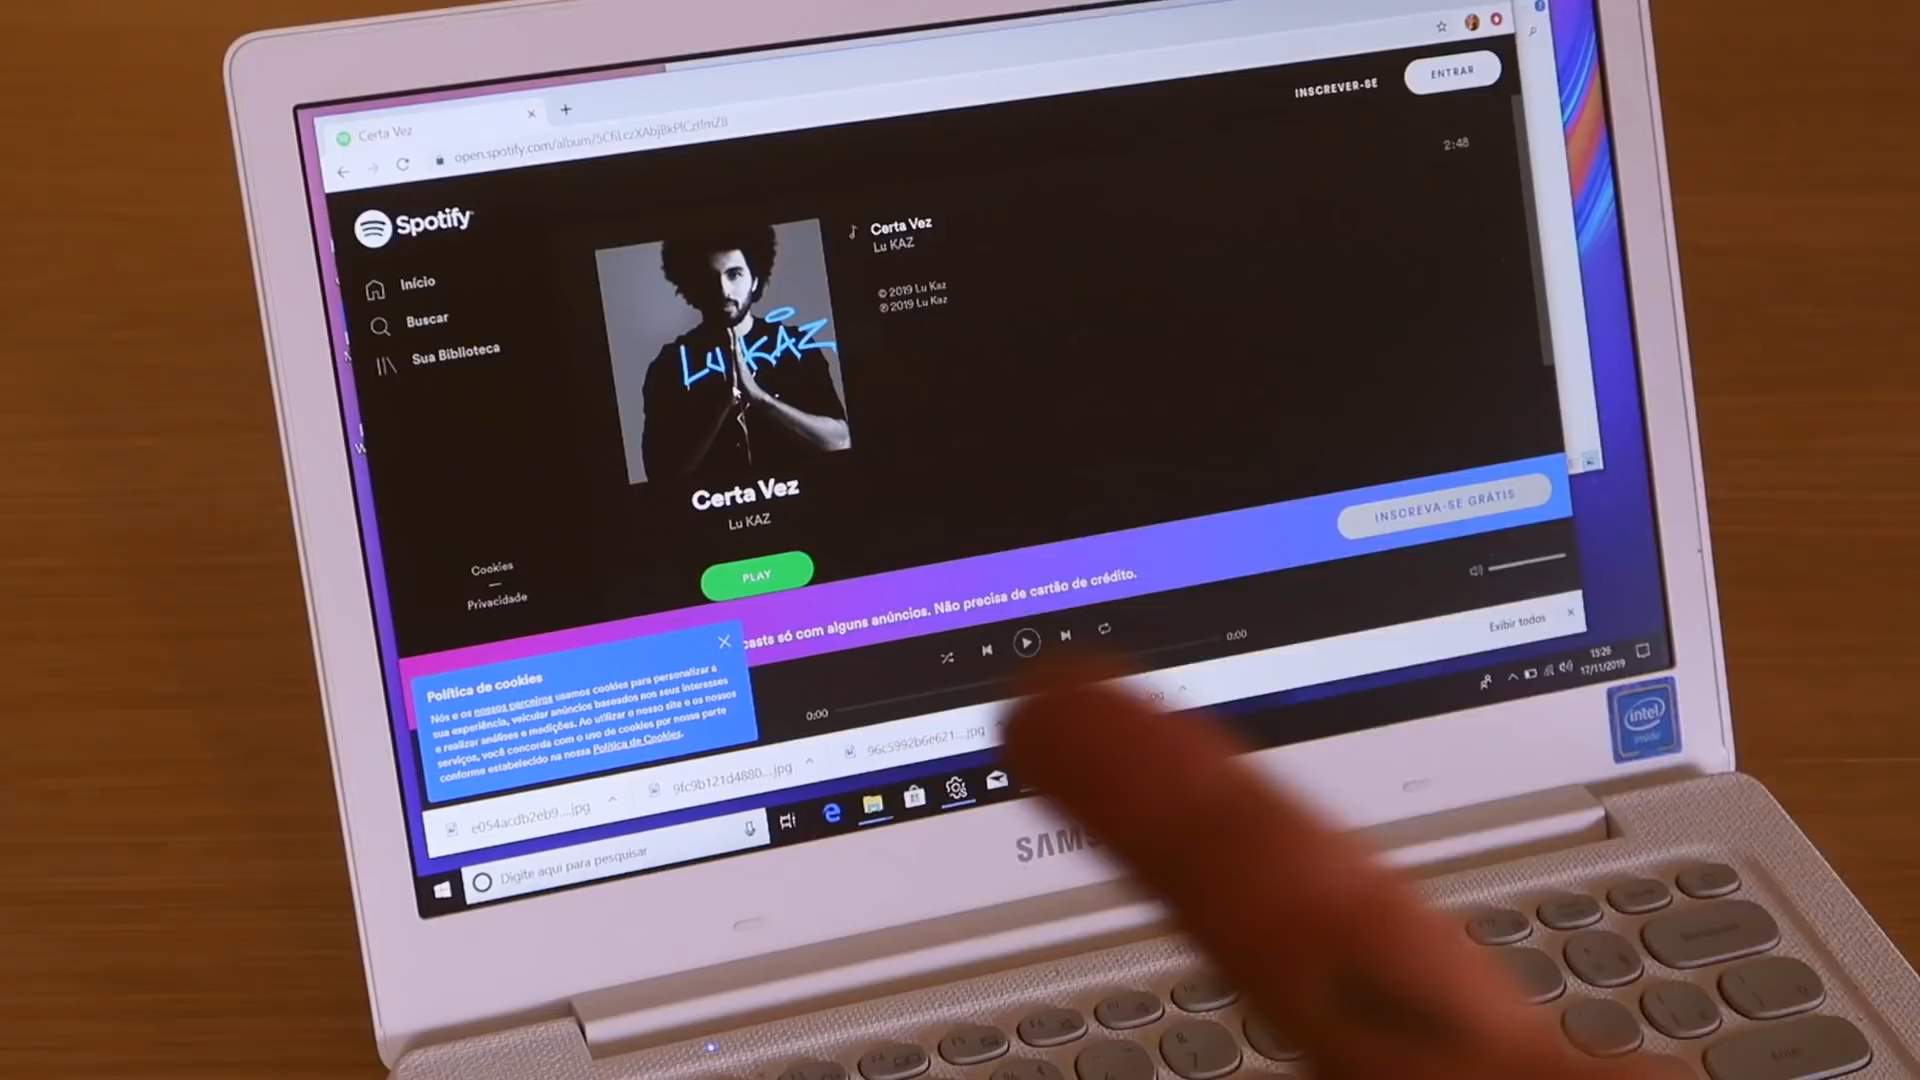 Certa Vez
open.spotify.com/album/
INSCREVER-SE
ENTRAR
2:48
Spotify
Início
Buscar
Sua Biblioteca
Certa Vez
Lu KAZ
© 2019 Lu Kaz
℗ 2019 Lu Kaz
Lu KAZ
Certa Vez
Lu KAZ
PLAY
Cookies
Privacidade
INSCREVA-SE GRÁTIS
casts só com alguns anúncios. Não precisa de cartão de crédito.
Política de cookies
Nós e os nossos parceiros usamos cookies para personalizar a
sua experiência, veicular anúncios baseados nos seus interesses
e realizar análises e medições. Ao utilizar o nosso site e os nossos
serviços, você concorda com o uso de cookies por nossa parte
conforme estabelecido na nossa Política de Cookies.
0:00
0:00
Exibir todos
e054acdb2eb9....jpg
9fc9b121d4880....jpg
96c5992b6e621....jpg
.jpg
Digite aqui para pesquisar
15:26
17/11/2019
intel
inside
SAMS